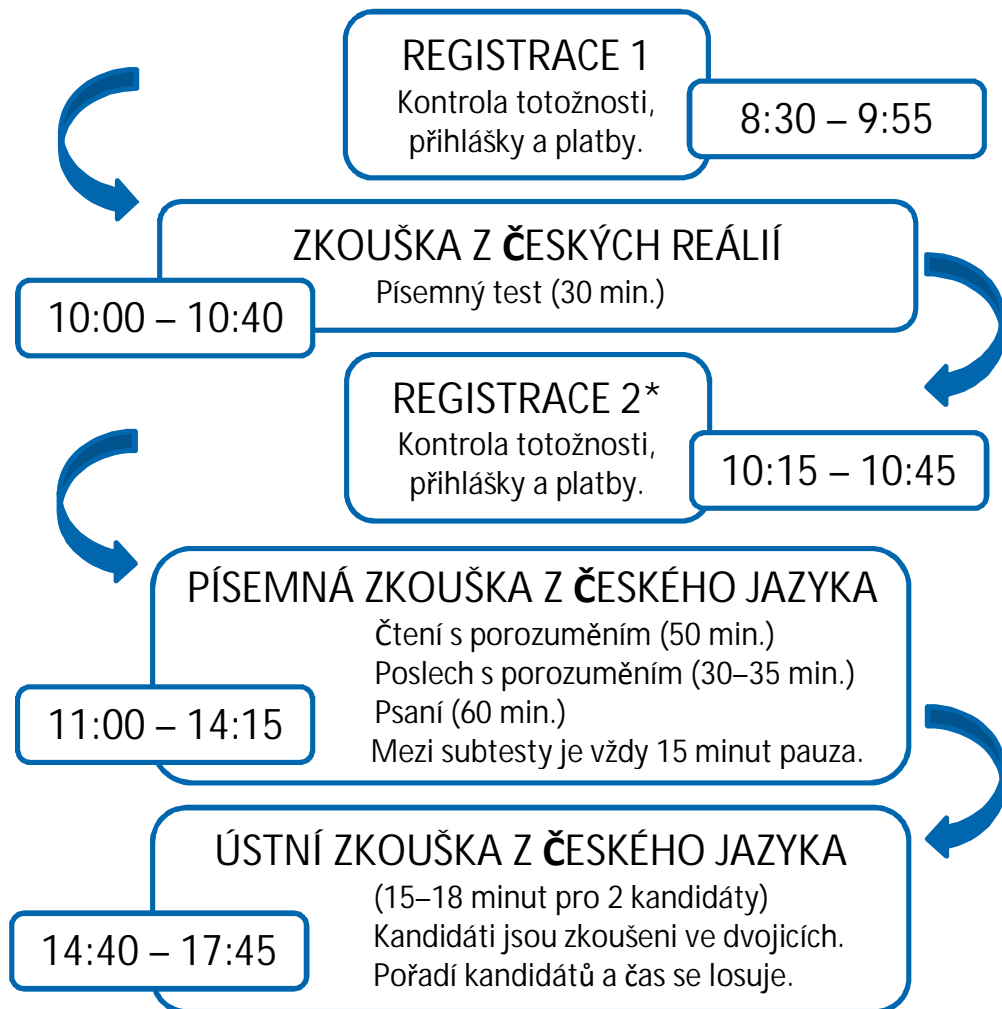 REGISTRACE 1
Kontrola totožnosti,
přihlášky a platby.
8:30 – 9:55
ZKOUŠKA Z ČESKÝCH REÁLIÍ
Písemný test (30 min.)
10:00 – 10:40
REGISTRACE 2*
Kontrola totožnosti,
přihlášky a platby.
10:15 – 10:45
PÍSEMNÁ ZKOUŠKA Z ČESKÉHO JAZYKA
Čtení s porozuměním (50 min.)
Poslech s porozuměním (30–35 min.)
Psaní (60 min.)
Mezi subtesty je vždy 15 minut pauza.
11:00 – 14:15
ÚSTNÍ ZKOUŠKA Z ČESKÉHO JAZYKA
(15–18 minut pro 2 kandidáty)
Kandidáti jsou zkoušeni ve dvojicích.
Pořadí kandidátů a čas se losuje.
14:40 – 17:45